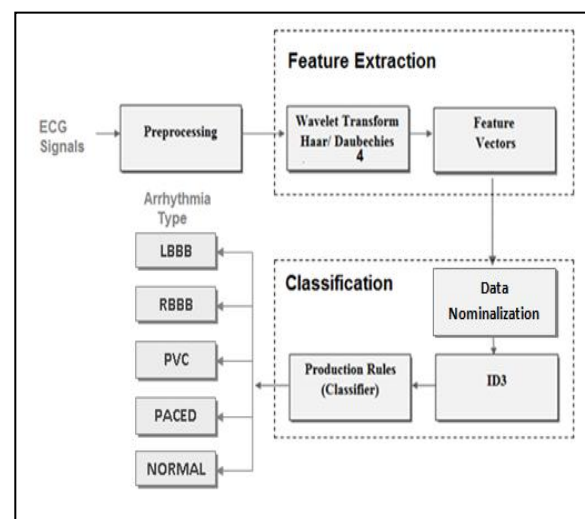 Feature Extraction
ECG
Signals
Preprocessing
Wavelet Transform
Haar/ Daubechies
4
Feature
Vectors
Arrhythmia
Type
LBBB
RBBB
PVC
PACED
NORMAL
Classification
Data
Nominalization
ID3
Production Rules
(Classifier)